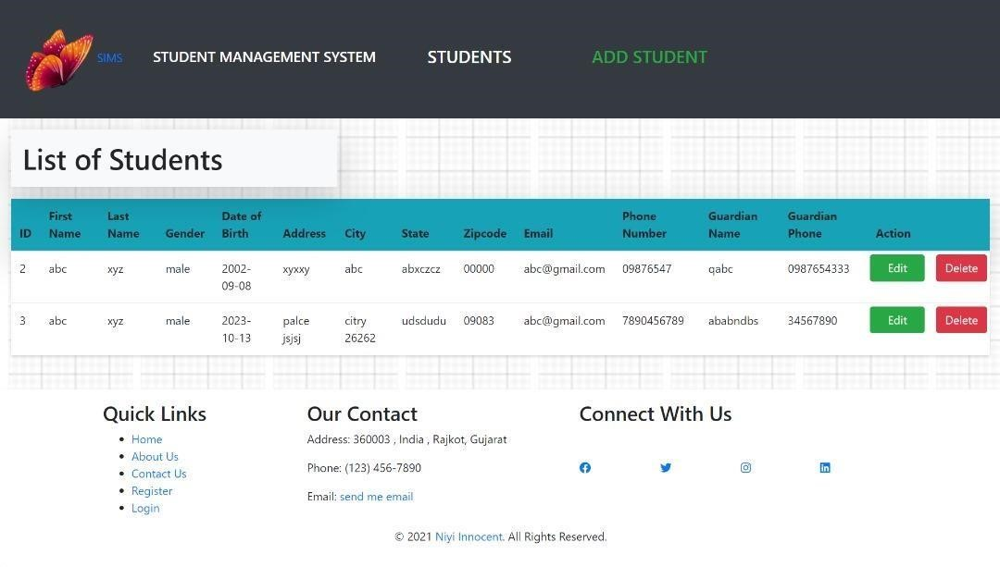 SIMS STUDENT MANAGEMENT SYSTEM STUDENTS ADD STUDENT
List of Students
ID First Name Last Name Gender Date of Birth Address City State Zipcode Email Phone Number Guardian Name Guardian Phone Action
2 abc xyz male 2002-09-08 xyxxy abc abxczcz 00000 abc@gmail.com 09876547 qabc 0987654333 Edit Delete
3 abc xyz male 2023-10-13 palce jsjsj citry 26262 udsdudu 09083 abc@gmail.com 7890456789 ababndbs 34567890 Edit Delete
Quick Links
Home
About Us
Contact Us
Register
Login
Our Contact
Address: 360003 , India , Rajkot, Gujarat
Phone: (123) 456-7890
Email: send me email
Connect With Us
© 2021 Niyi Innocent. All Rights Reserved.